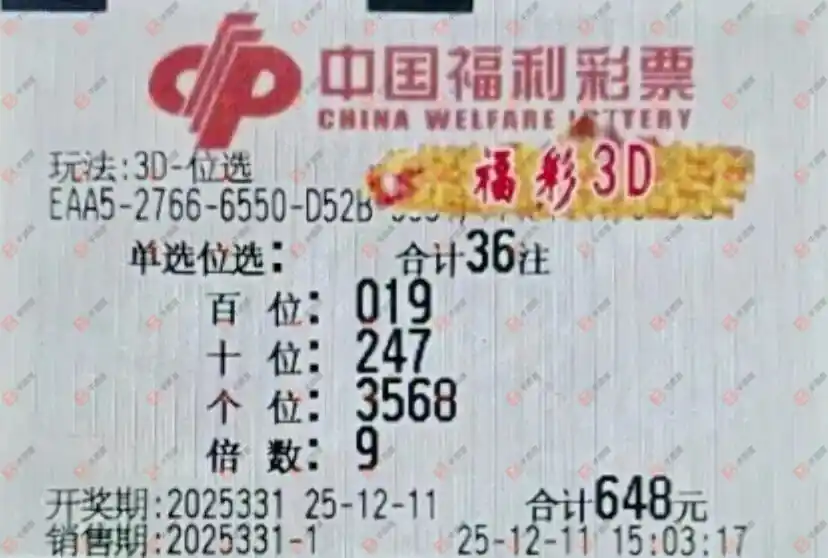 中国福利彩票
CHINA WELFARE LOTTERY
玩法:3D-位选
福彩3D
EAA5-2766-6550-D52B
单选位选: 合计36注
百位: 019
十位: 247
个位: 3568
倍数: 9
开奖期:2025331 25-12-11 合计648元
销售期:2025331-1 25-12-11 15:03:17